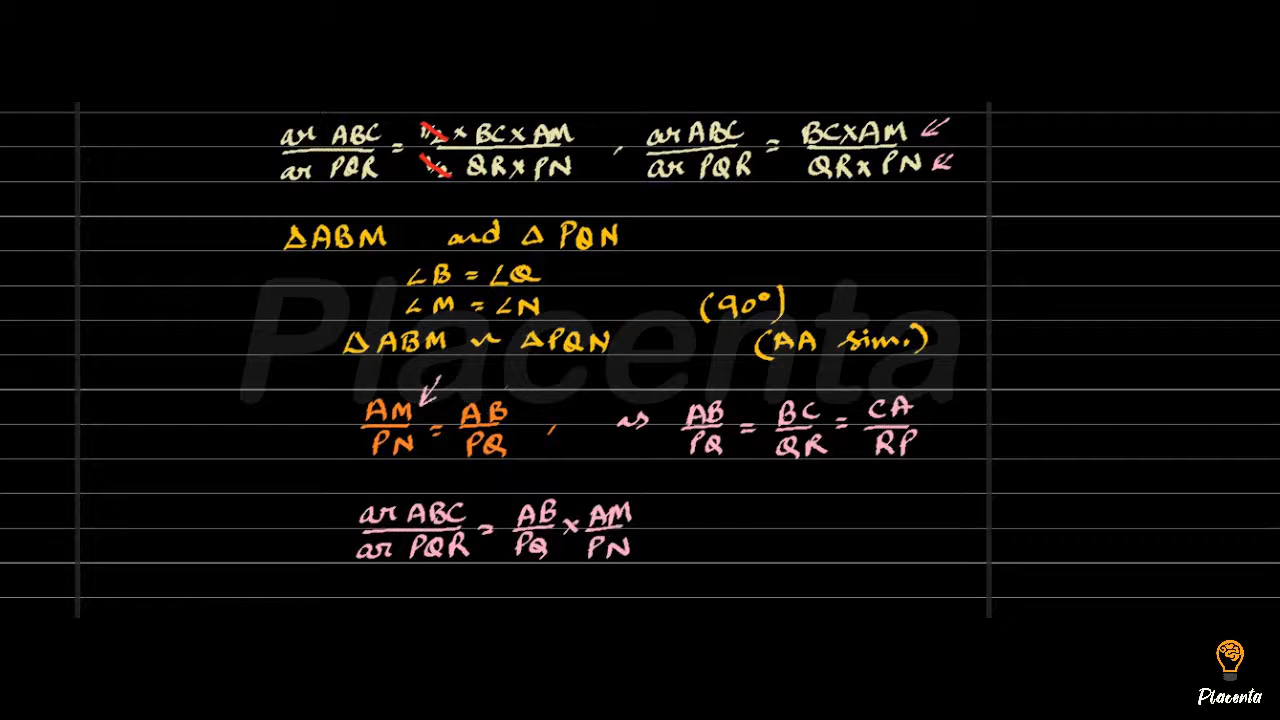 ar ABC / ar PQR = 1/2 × BC × AM / 1/2 QR × PN , ar ABC / ar PQR = BC × AM / QR × PN
ΔABM and Δ PQN
∠B = ∠Q
∠M = ∠N (90°)
ΔABM ~ ΔPQN (AA sim.)
AM / PN = AB / PQ , ⇒ AB / PQ = BC / QR = CA / RP
ar ABC / ar PQR = AB / PQ × AM / PN
Placenta
Placenta